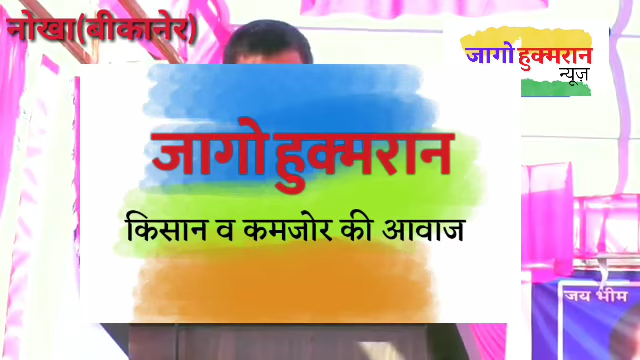 नोखा(बीकानेर)
जागो हुक्मरान
न्यूज़
जागो हुक्मरान
किसान व कमजोर की आवाज
जय भीम